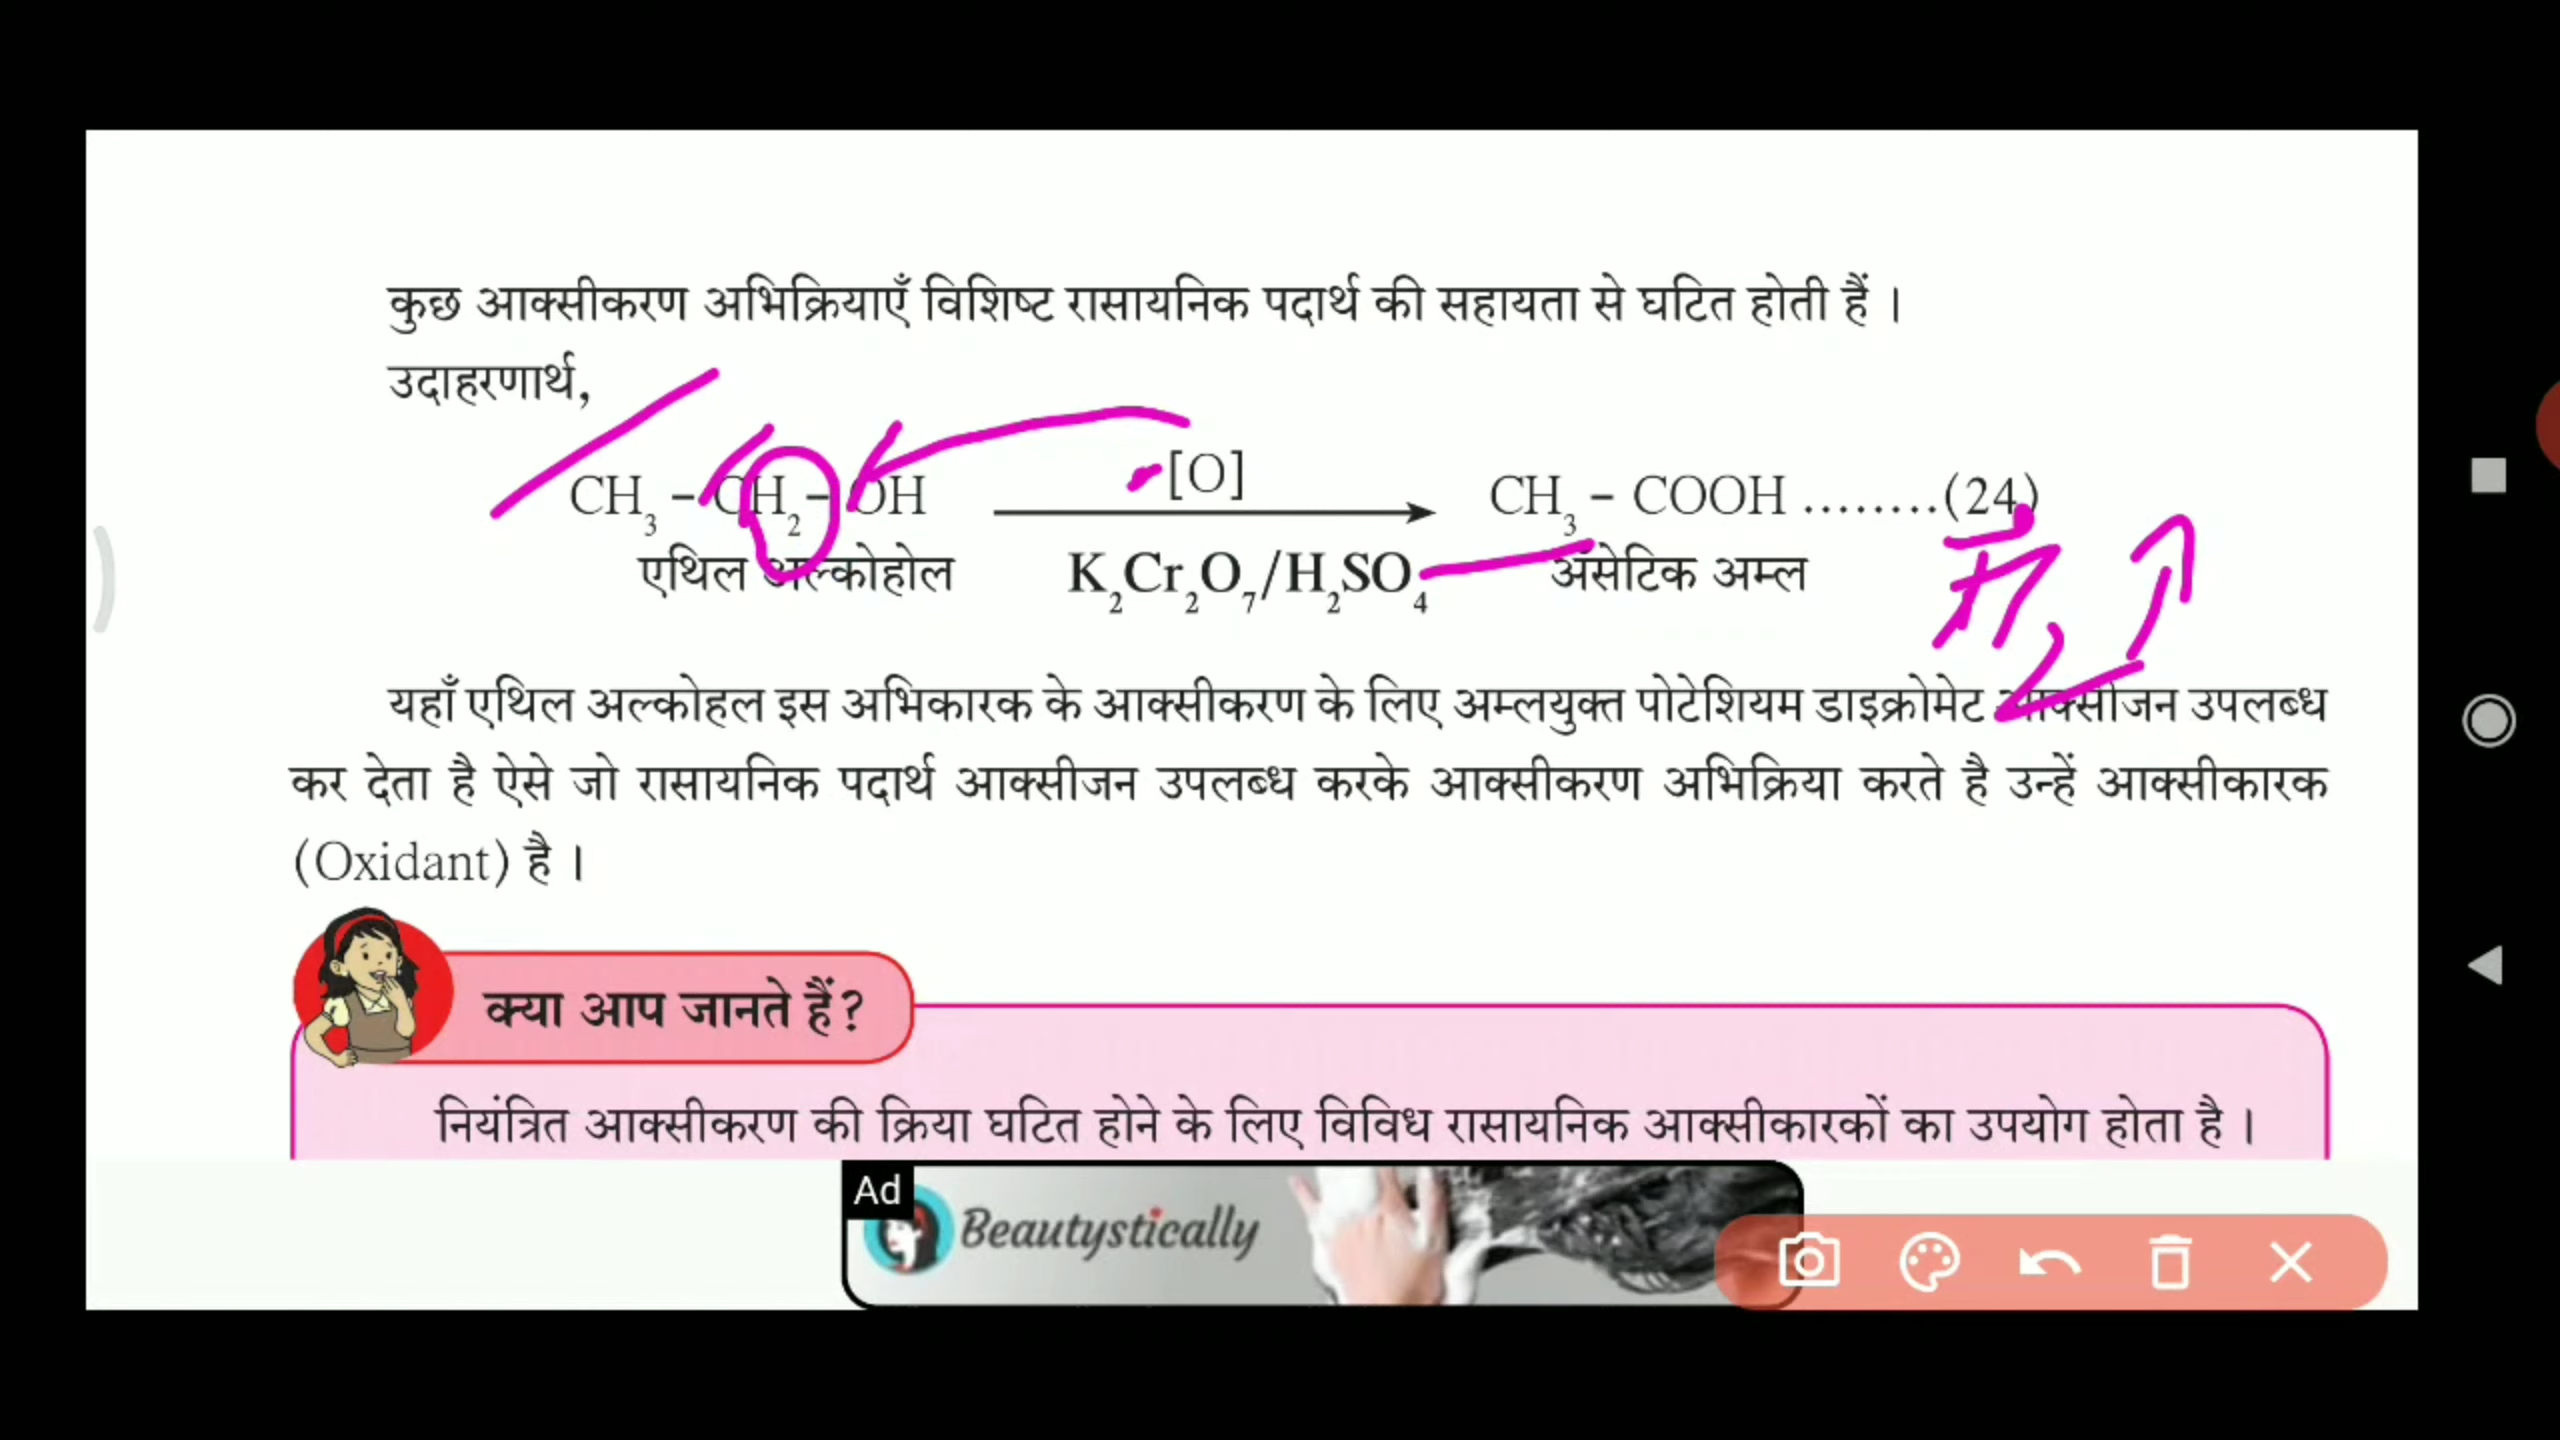 कुछ आक्सीकरण अभिक्रियाएँ विशिष्ट रासायनिक पदार्थ की सहायता से घटित होती हैं ।
उदाहरणार्थ,
[O]
CH₃ – CH₂ – OH CH₃ – COOH ........(24)
एथिल अल्कोहोल K₂Cr₂O₇/H₂SO₄ ॲसेटिक अम्ल
H₂↑
यहाँ एथिल अल्कोहल इस अभिकारक के आक्सीकरण के लिए अम्लयुक्त पोटेशियम डाइक्रोमेट आक्सीजन उपलब्ध
कर देता है ऐसे जो रासायनिक पदार्थ आक्सीजन उपलब्ध करके आक्सीकरण अभिक्रिया करते है उन्हें आक्सीकारक
(Oxidant) है ।
क्या आप जानते हैं?
नियंत्रित आक्सीकरण की क्रिया घटित होने के लिए विविध रासायनिक आक्सीकारकों का उपयोग होता है ।
Ad
Beautystically